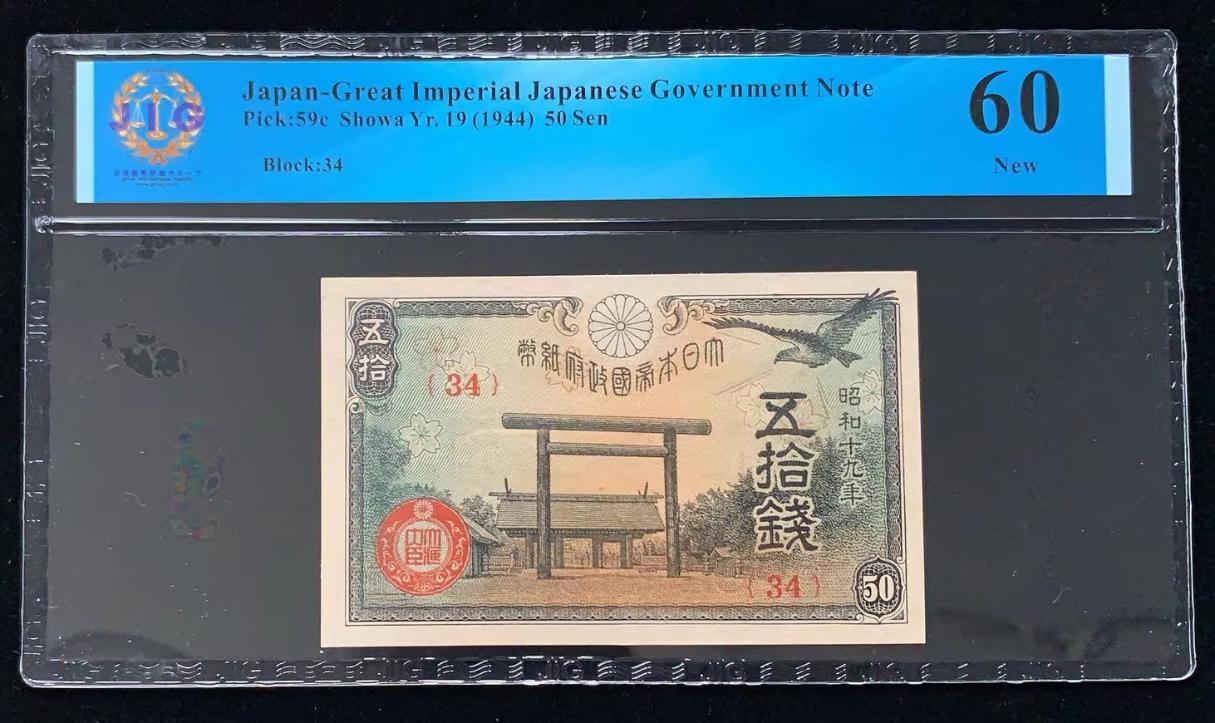 JIG
Japan-Great Imperial Japanese Government Note
Pick:59c Showa Yr. 19 (1944) 50 Sen
Block:34
60
New
五拾
大日本帝國政府紙幣
{34}
昭和十九年
五拾錢
{34}
50